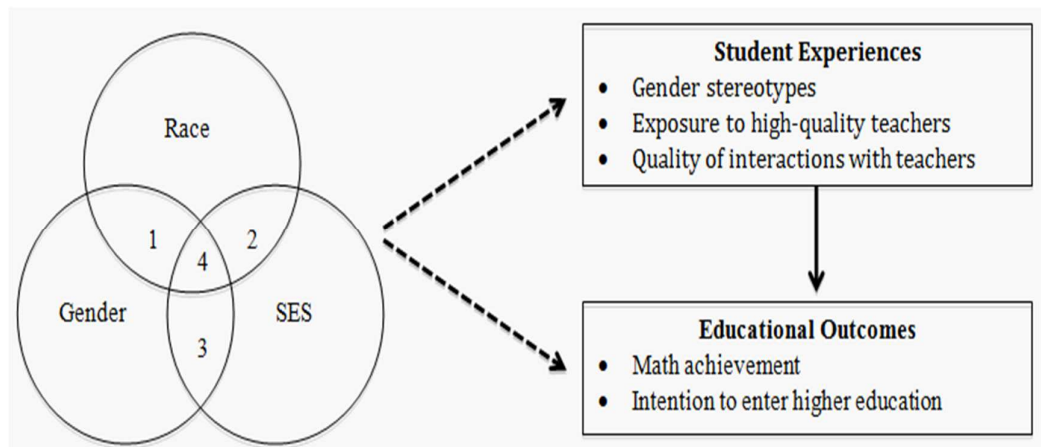 Race
1
4
2
Gender
SES
3
Student Experiences
• Gender stereotypes
• Exposure to high-quality teachers
• Quality of interactions with teachers
Educational Outcomes
• Math achievement
• Intention to enter higher education